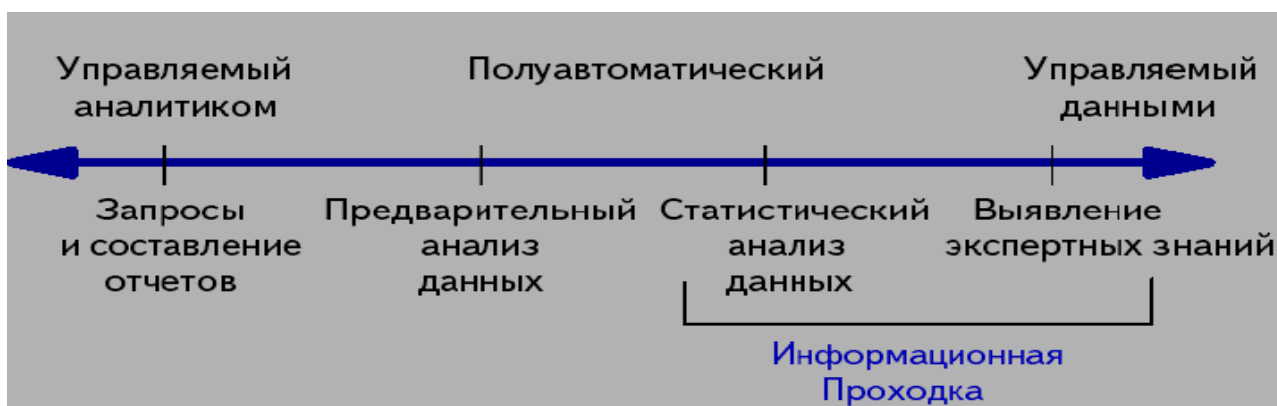 Управляемый
аналитиком
Полуавтоматический
Управляемый
данными
Запросы
и составление
отчетов
Предварительный
анализ
данных
Статистический
анализ
данных
Выявление
экспертных знаний
Информационная
Проходка